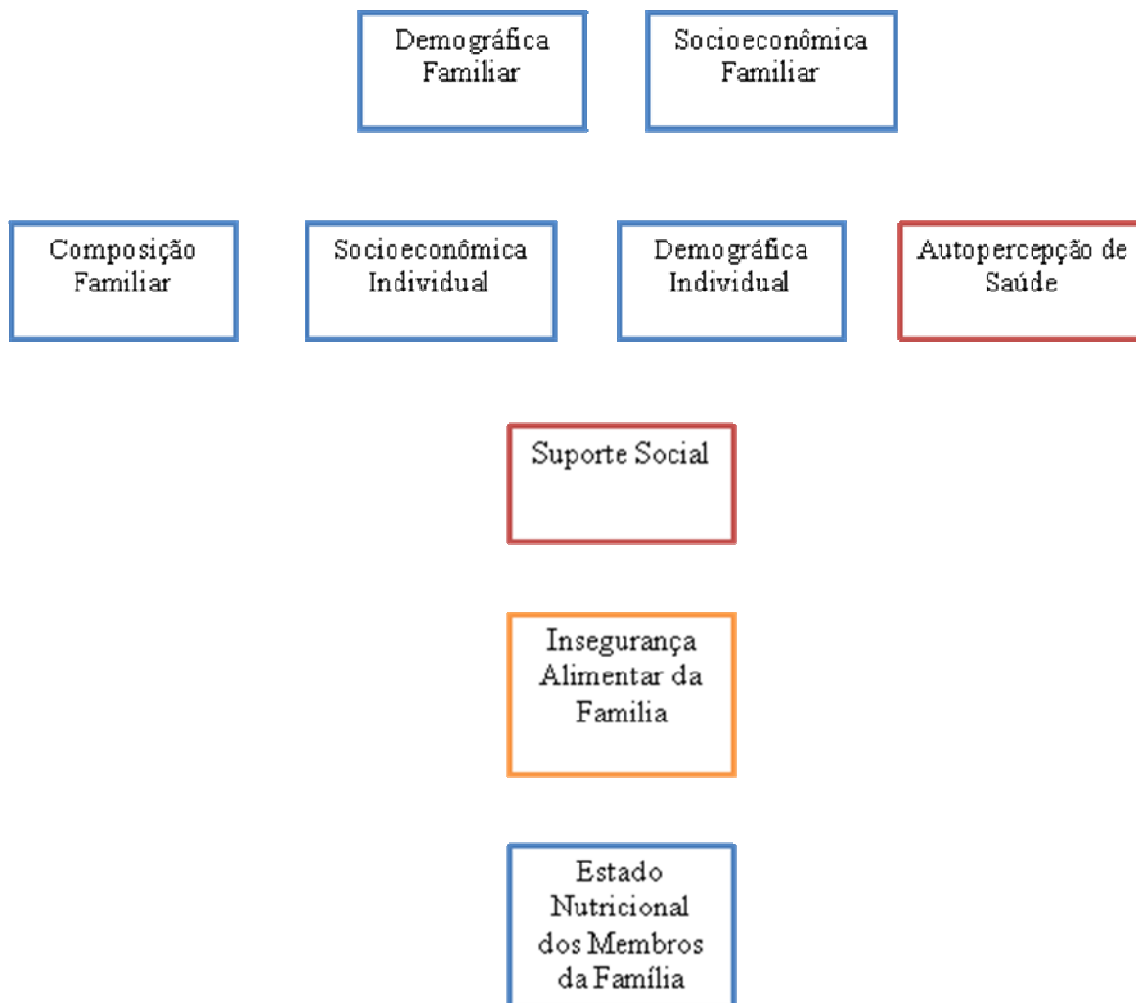 Demográfica
Familiar
Socioeconômica
Familiar
Composição
Familiar
Socioeconômica
Individual
Demográfica
Individual
Autopercepção de
Saúde
Suporte Social
Insegurança
Alimentar da
Familia
Estado
Nutricional
dos Membros
da Família